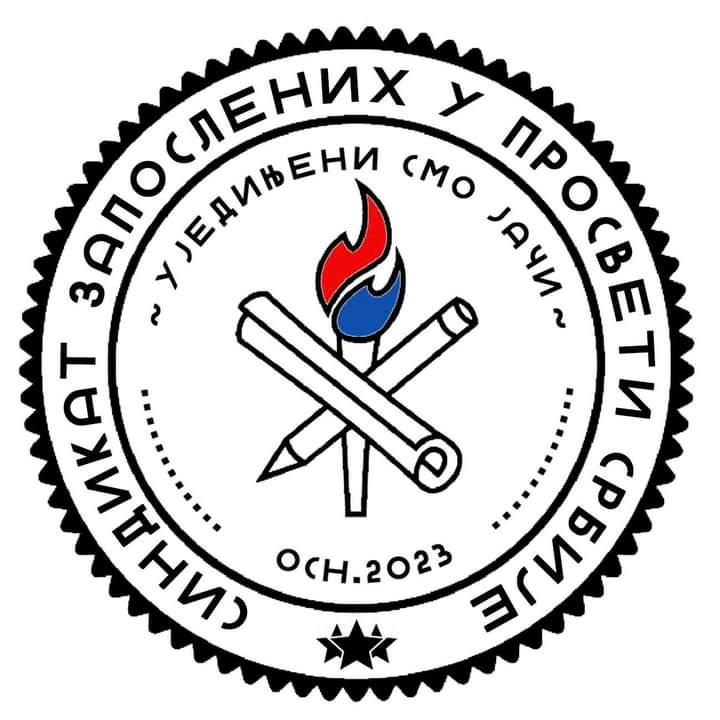 СИНДИКАТ ЗАПОСЛЕНИХ У ПРОСВЕТИ СРБИЈЕ
~ УЈЕДИЊЕНИ СМО ЈАЧИ ~
ОСН.2023